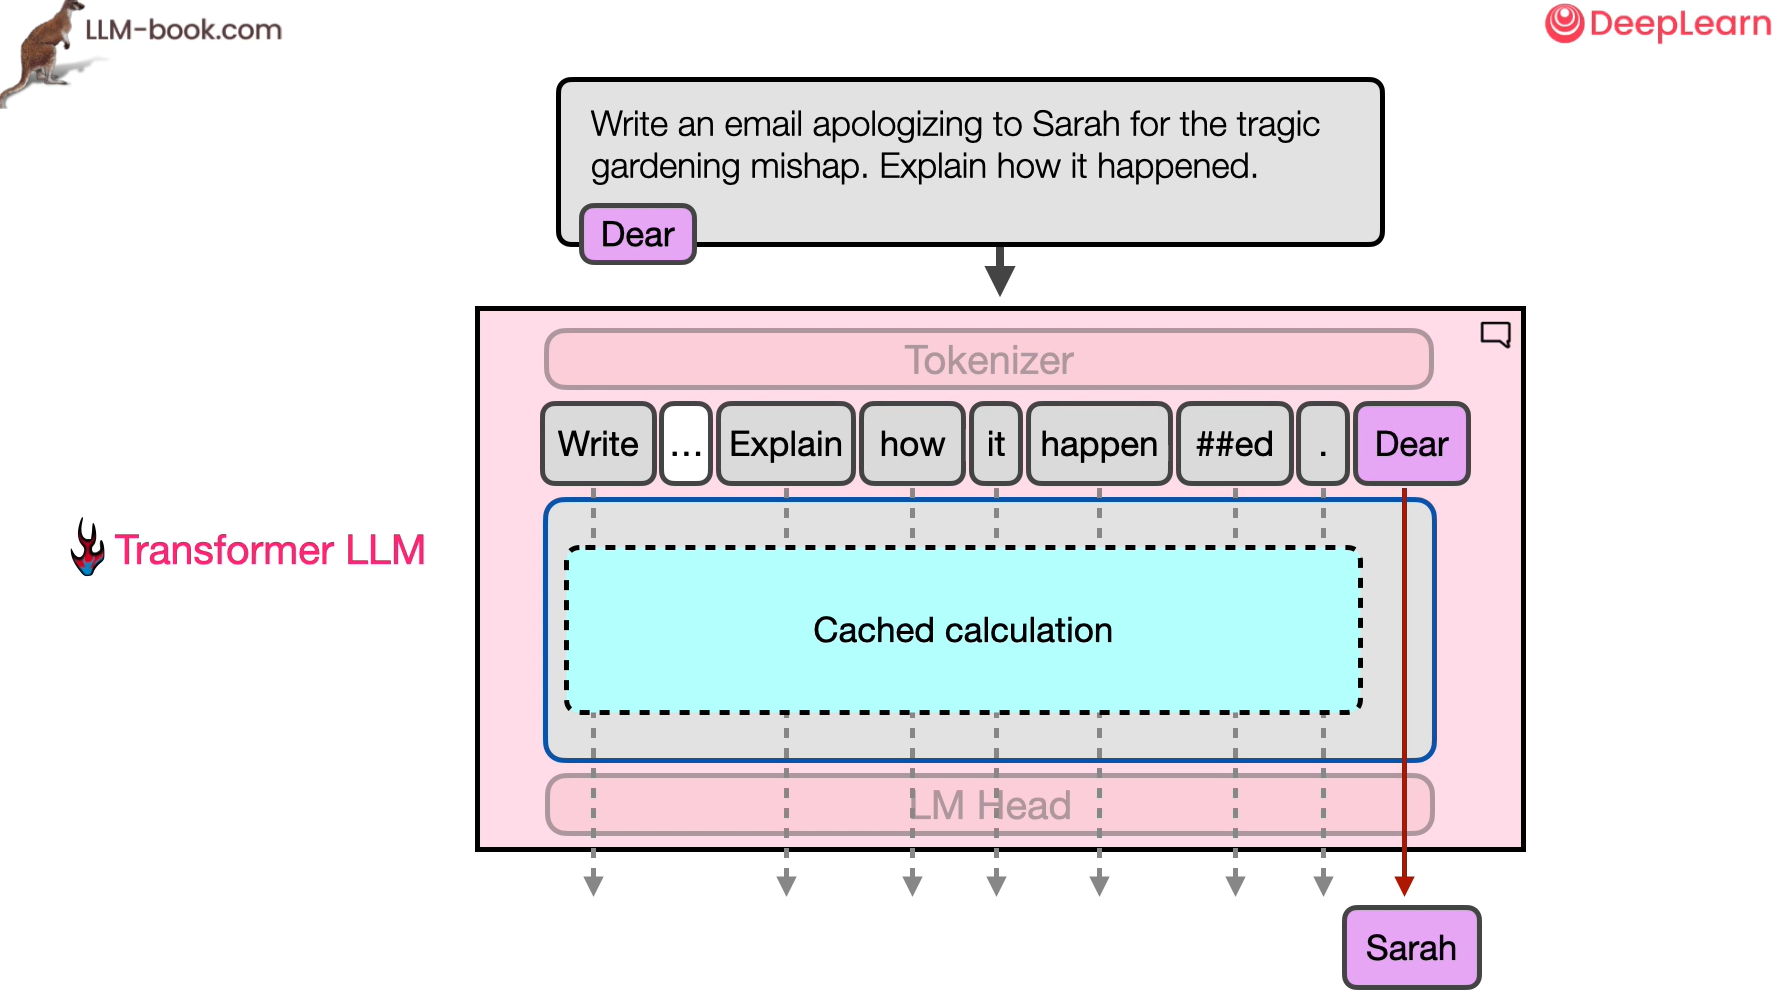 LLM-book.com
DeepLearn
Write an email apologizing to Sarah for the tragic
gardening mishap. Explain how it happened.
Dear
Tokenizer
Write ... Explain how it happen ##ed . Dear
Transformer LLM
Cached calculation
LM Head
Sarah